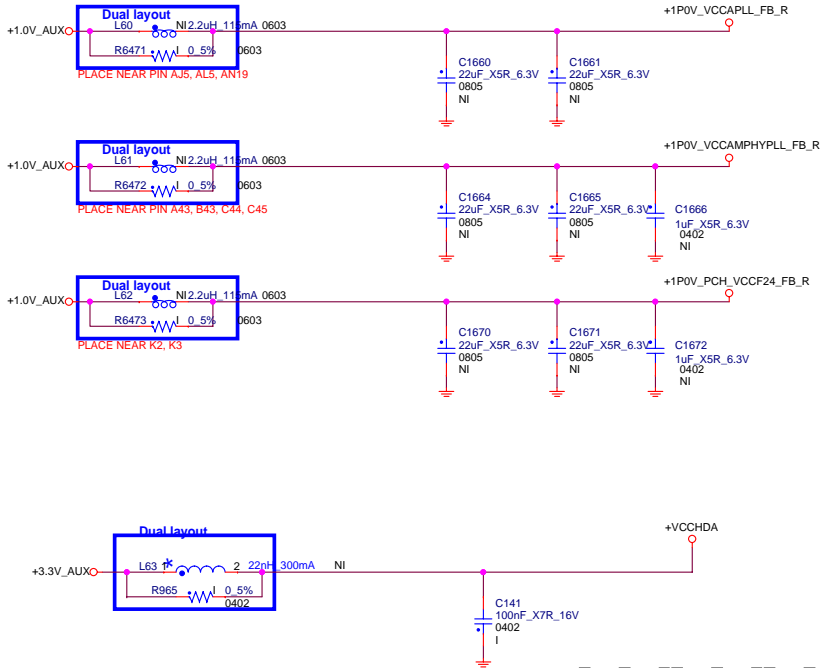 Dual layout
+1P0V_VCCAPLL_FB_R
L60 NI 2.2uH_115mA 0603
+1.0V_AUX
R6471 I 0_5% 0603
PLACE NEAR PIN AJ5, AL5, AN19
C1660
22uF_X5R_6.3V
0805
NI
C1661
22uF_X5R_6.3V
0805
NI
Dual layout
+1P0V_VCCAMPHYPLL_FB_R
L61 NI 2.2uH_115mA 0603
+1.0V_AUX
R6472 I 0_5% 0603
PLACE NEAR PIN A43, B43, C44, C45
C1664
22uF_X5R_6.3V
0805
NI
C1665
22uF_X5R_6.3V
0805
NI
C1666
1uF_X5R_6.3V
0402
NI
Dual layout
+1P0V_PCH_VCCF24_FB_R
L62 NI 2.2uH_115mA 0603
+1.0V_AUX
R6473 I 0_5% 0603
PLACE NEAR K2, K3
C1670
22uF_X5R_6.3V
0805
NI
C1671
22uF_X5R_6.3V
0805
NI
C1672
1uF_X5R_6.3V
0402
NI
Dual layout
+VCCHDA
+3.3V_AUX
L63 1 * 2 22nH_300mA NI
R965 I 0_5%
0402
C141
100nF_X7R_16V
0402
I